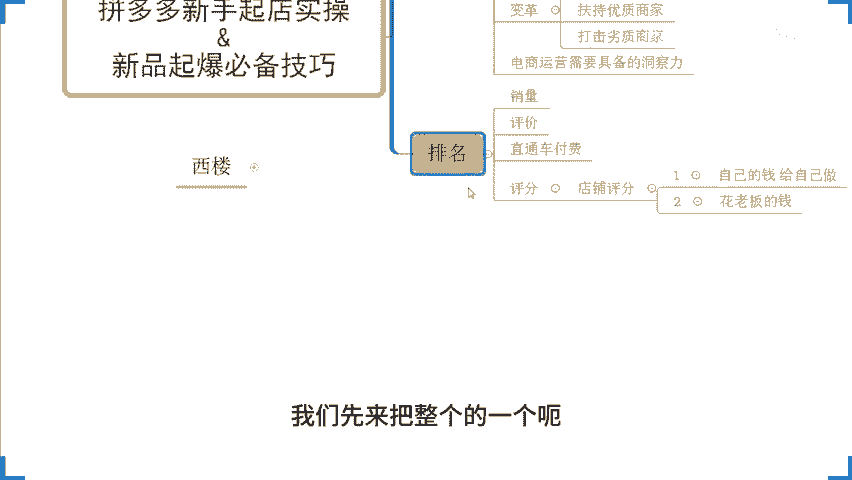 拼多多新手起店实操
&
新品起爆必备技巧
变革
扶持优质商家
打击劣质商家
电商运营需要具备的洞察力
排名
销量
评价
直通车付费
评分
店铺评分
1 自己的钱 给自己做
2 花老板的钱
西楼
我们先来把整个的一个呃